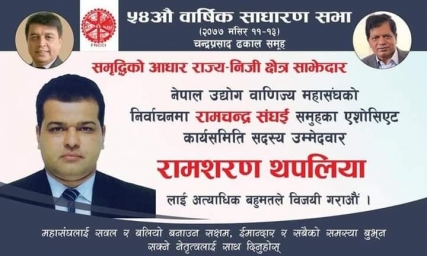 ५४औ वार्षिक साधारण सभा
(२०७७ मंसिर ११-१३)
चन्द्रप्रसाद ढकाल समूह
FNCCI
समृद्धिको आधार राज्य-निजी क्षेत्र साझेदार
नेपाल उद्योग वाणिज्य महासंघको
निर्वाचनमा रामचन्द्र संघई समुहका एशोसिएट
कार्यसमिति सदस्य उम्मेदवार
रामशरण थपलिया
लाई अत्याधिक बहुमतले विजयी गराऔं ।
महासंघलाई सवल र बलियो बनाउन सक्षम, ईमान्दार र सबैको समस्या बुझ्न
सक्ने नेतृत्वलाई साथ दिनुहोस्